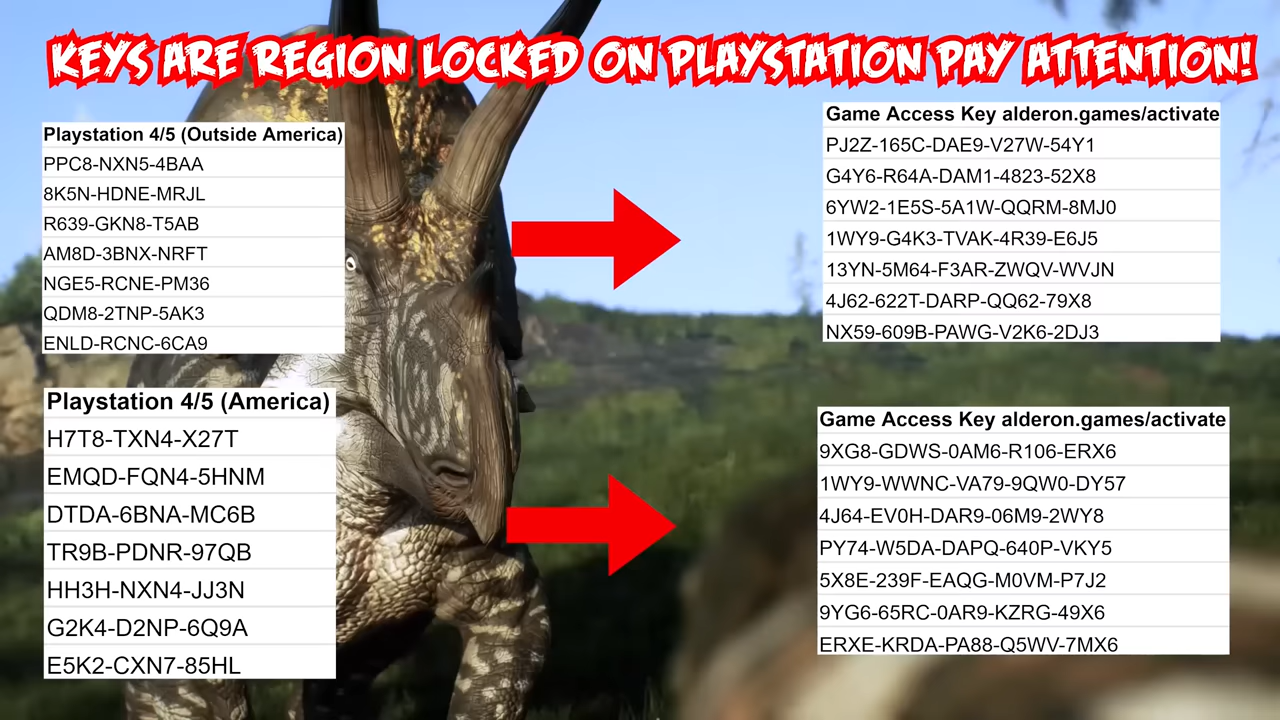 KEYS ARE REGION LOCKED ON PLAYSTATION PAY ATTENTION!
Playstation 4/5 (Outside America)
PPC8-NXN5-4BAA
8K5N-HDNE-MRJL
R639-GKN8-T5AB
AM8D-3BNX-NRFT
NGE5-RCNE-PM36
QDM8-2TNP-5AK3
ENLD-RCNC-6CA9
Game Access Key alderon.games/activate
PJ2Z-165C-DAE9-V27W-54Y1
G4Y6-R64A-DAM1-4823-52X8
6YW2-1E5S-5A1W-QQRM-8MJ0
1WY9-G4K3-TVAK-4R39-E6J5
13YN-5M64-F3AR-ZWQV-WVJN
4J62-622T-DARP-QQ62-79X8
NX59-609B-PAWG-V2K6-2DJ3
Playstation 4/5 (America)
H7T8-TXN4-X27T
EMQD-FQN4-5HNM
DTDA-6BNA-MC6B
TR9B-PDNR-97QB
HH3H-NXN4-JJ3N
G2K4-D2NP-6Q9A
E5K2-CXN7-85HL
Game Access Key alderon.games/activate
9XG8-GDWS-0AM6-R106-ERX6
1WY9-WWNC-VA79-9QW0-DY57
4J64-EV0H-DAR9-06M9-2WY8
PY74-W5DA-DAPQ-640P-VKY5
5X8E-239F-EAQG-M0VM-P7J2
9YG6-65RC-0AR9-KZRG-49X6
ERXE-KRDA-PA88-Q5WV-7MX6